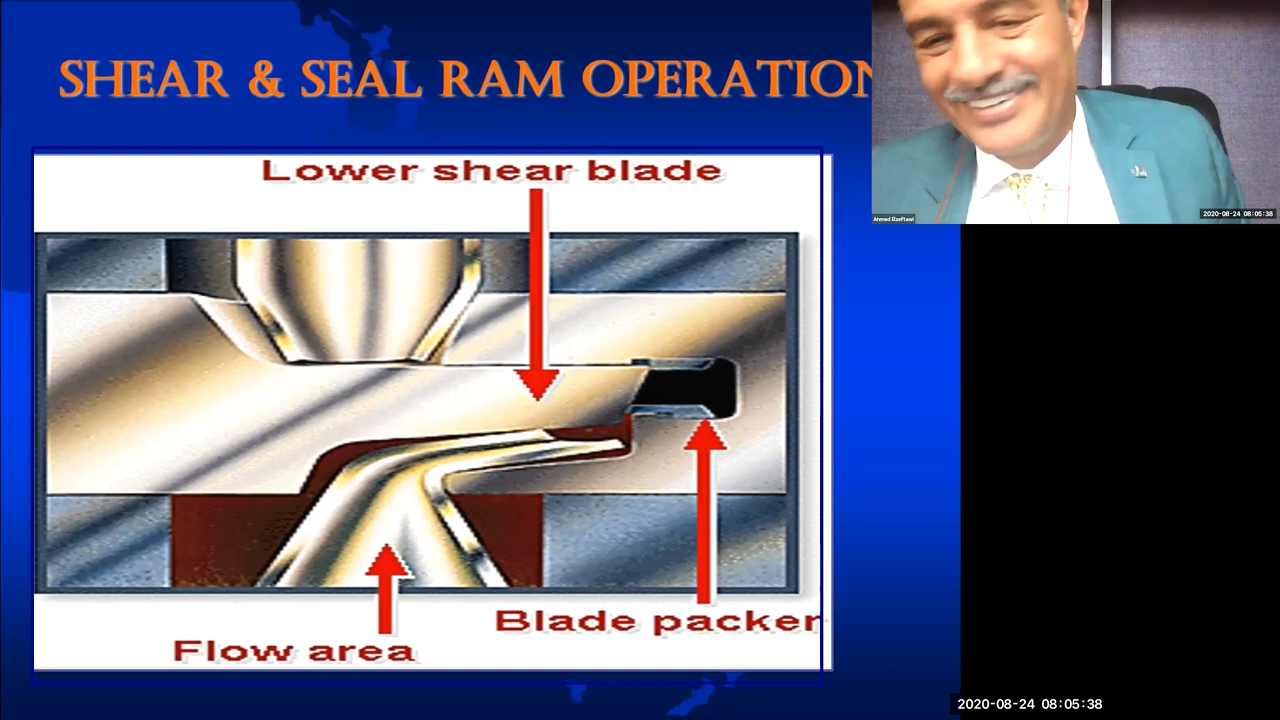 SHEAR & SEAL RAM OPERATION
Lower shear blade
Blade packer
Flow area
Ahmed Elzeftawi
2020-08-24 08:05:38
2020-08-24 08:05:38